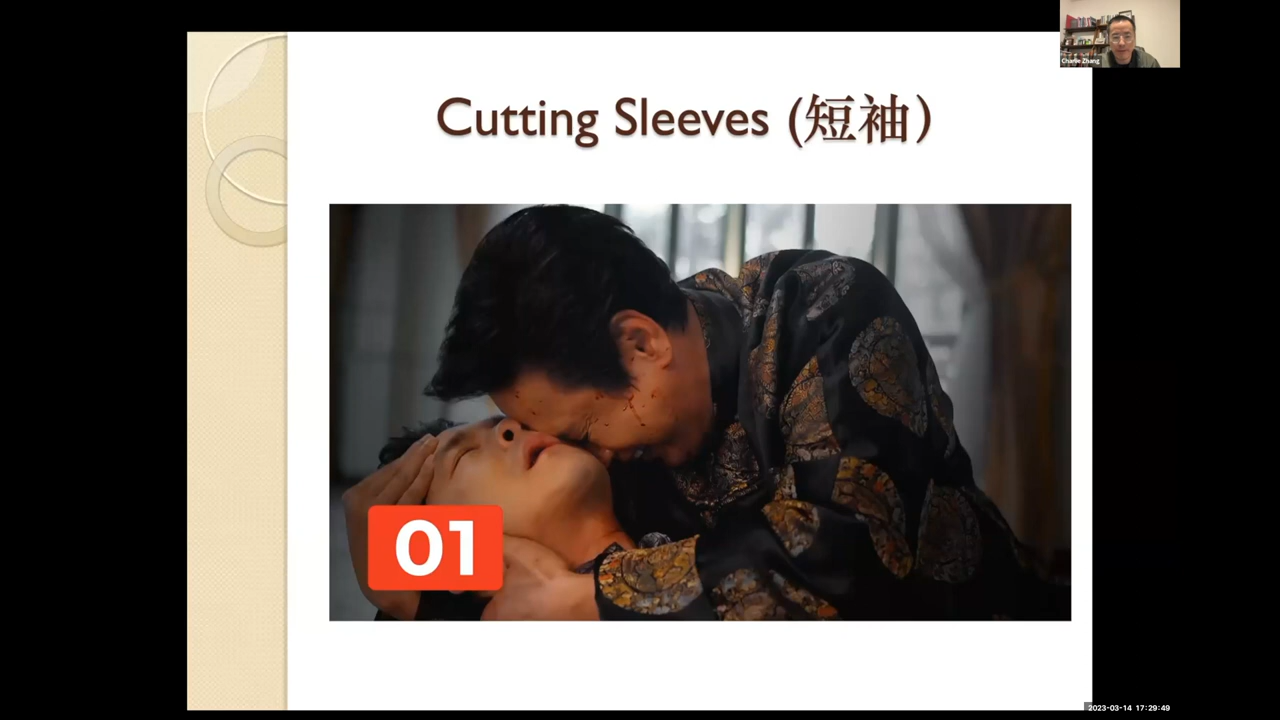 Charlie Zhang
Cutting Sleeves (短袖)
01
2023-03-14 17:29:49